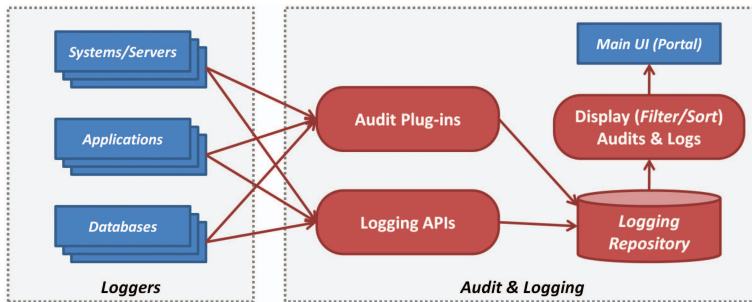 Systems/Servers
Applications
Databases
Loggers
Audit Plug-ins
Logging APIs
Main UI (Portal)
Display (Filter/Sort)
Audits & Logs
Logging
Repository
Audit & Logging